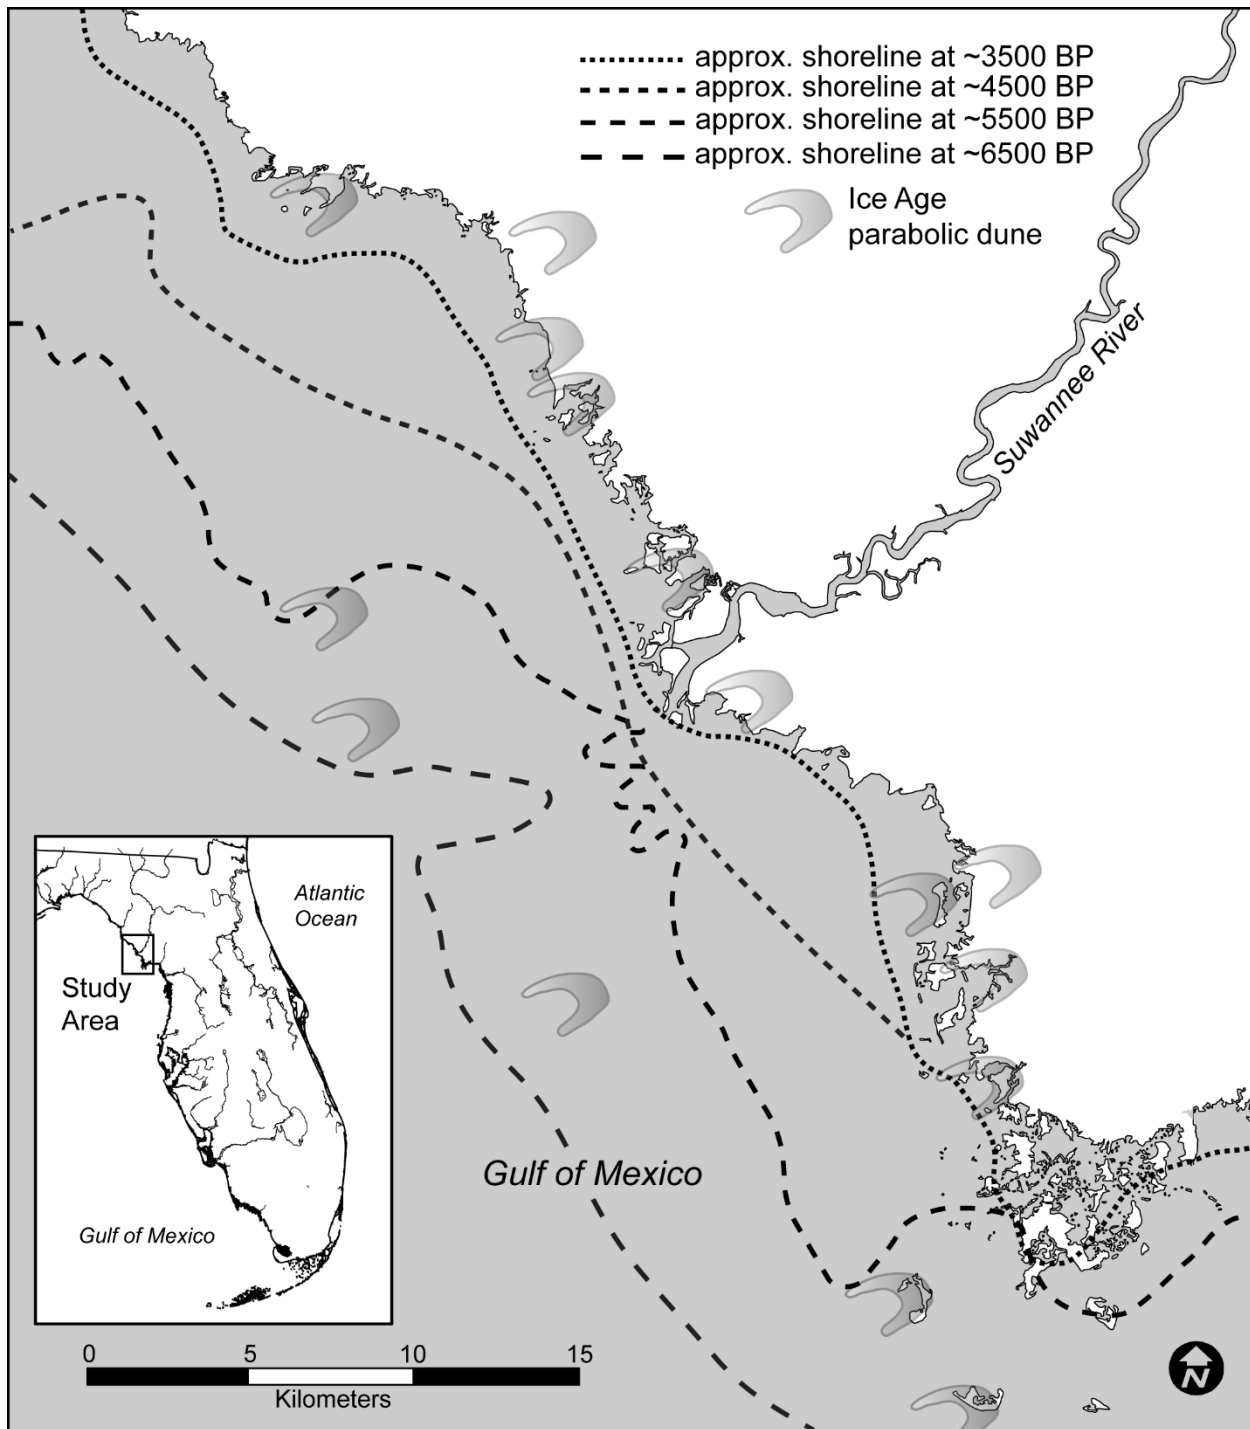 approx. shoreline at ~3500 BP
approx. shoreline at ~4500 BP
approx. shoreline at ~5500 BP
approx. shoreline at ~6500 BP
Ice Age
parabolic dune
Suwannee River
Atlantic
Ocean
Study
Area
Gulf of Mexico
Gulf of Mexico
0 5 10 15
Kilometers
N